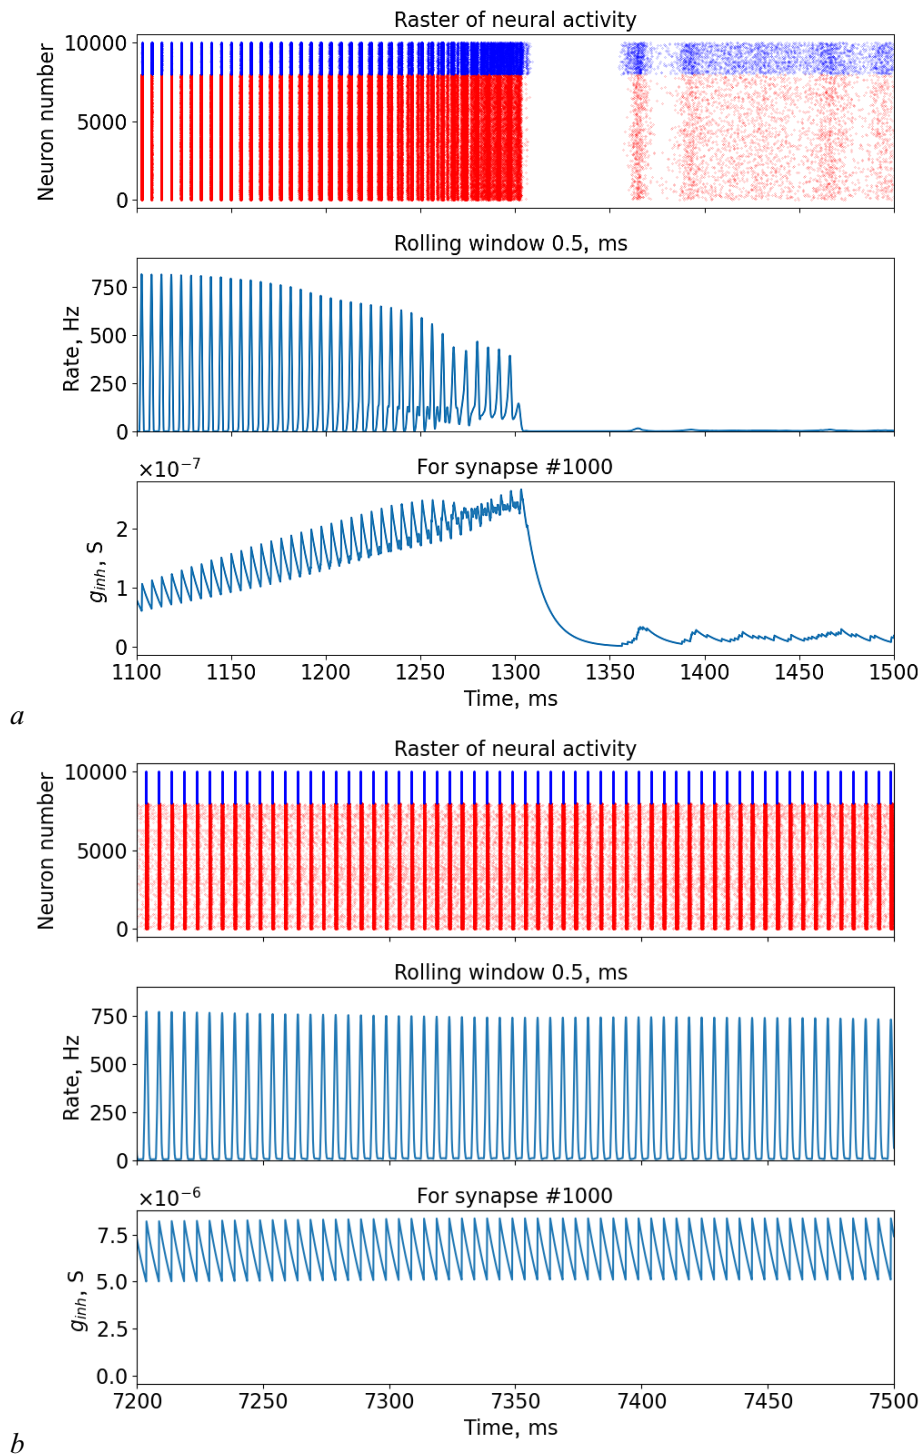 Raster of neural activity
Neuron number
10000
5000
0
Rolling window 0.5, ms
Rate, Hz
750
500
250
0
×10⁻⁷
For synapse #1000
g_inh, S
2
1
0
1100 1150 1200 1250 1300 1350 1400 1450 1500
Time, ms
a
Raster of neural activity
Neuron number
10000
5000
0
Rolling window 0.5, ms
Rate, Hz
750
500
250
0
×10⁻⁶
For synapse #1000
g_inh, S
7.5
5.0
2.5
0.0
7200 7250 7300 7350 7400 7450 7500
Time, ms
b